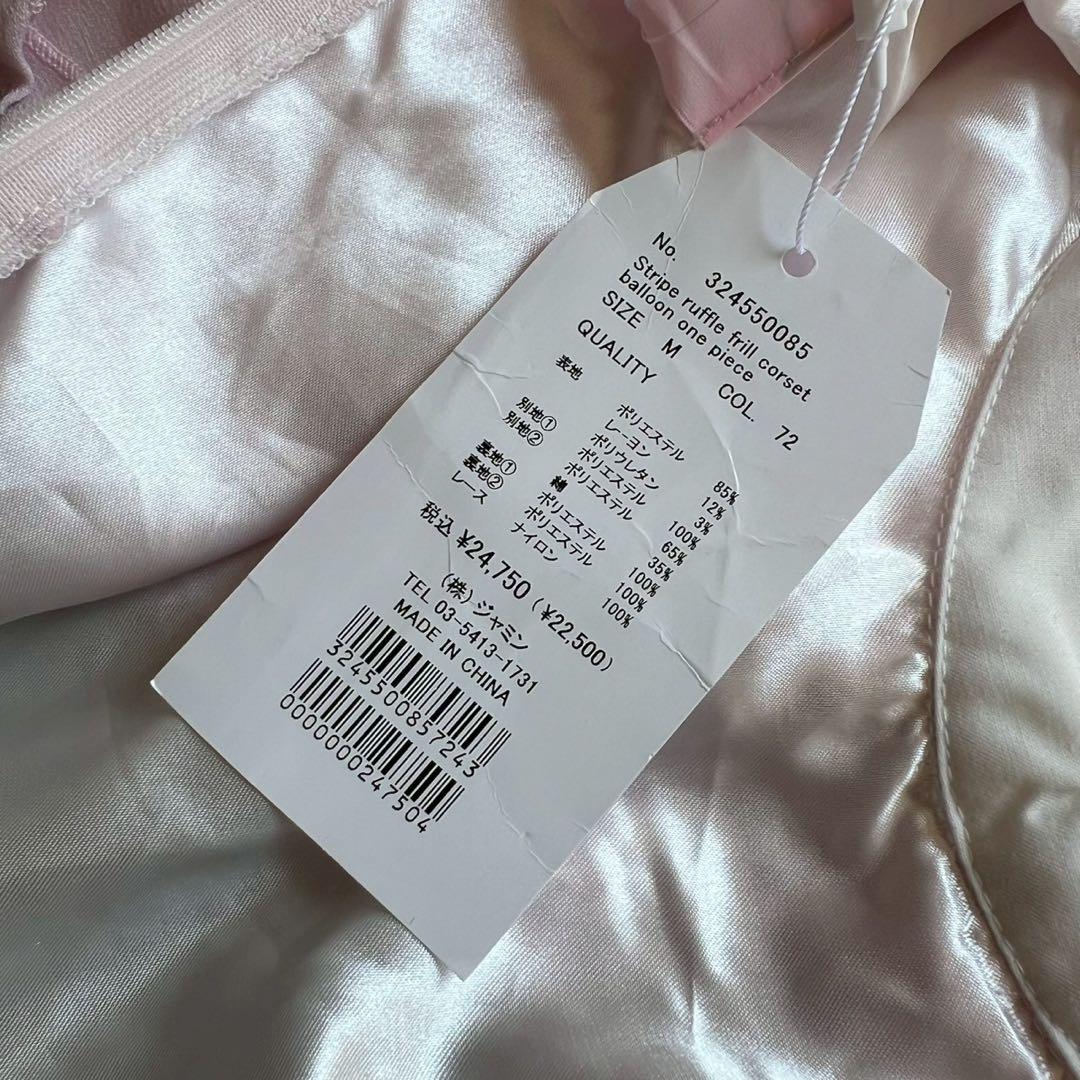 No. 324550085
Stripe ruffle frill corset
balloon one piece
SIZE M COL. 72
QUALITY
表地 ポリエステル 85%
レーヨン 12%
ポリウレタン 3%
別地① ポリエステル 100%
別地② ポリエステル 65%
綿 35%
裏地① ポリエステル 100%
裏地② ポリエステル 100%
レース ナイロン 100%
税込 ¥24,750 (¥22,500)
(株)ジャミン
TEL 03-5413-1731
MADE IN CHINA
3245500857243
0000000247504